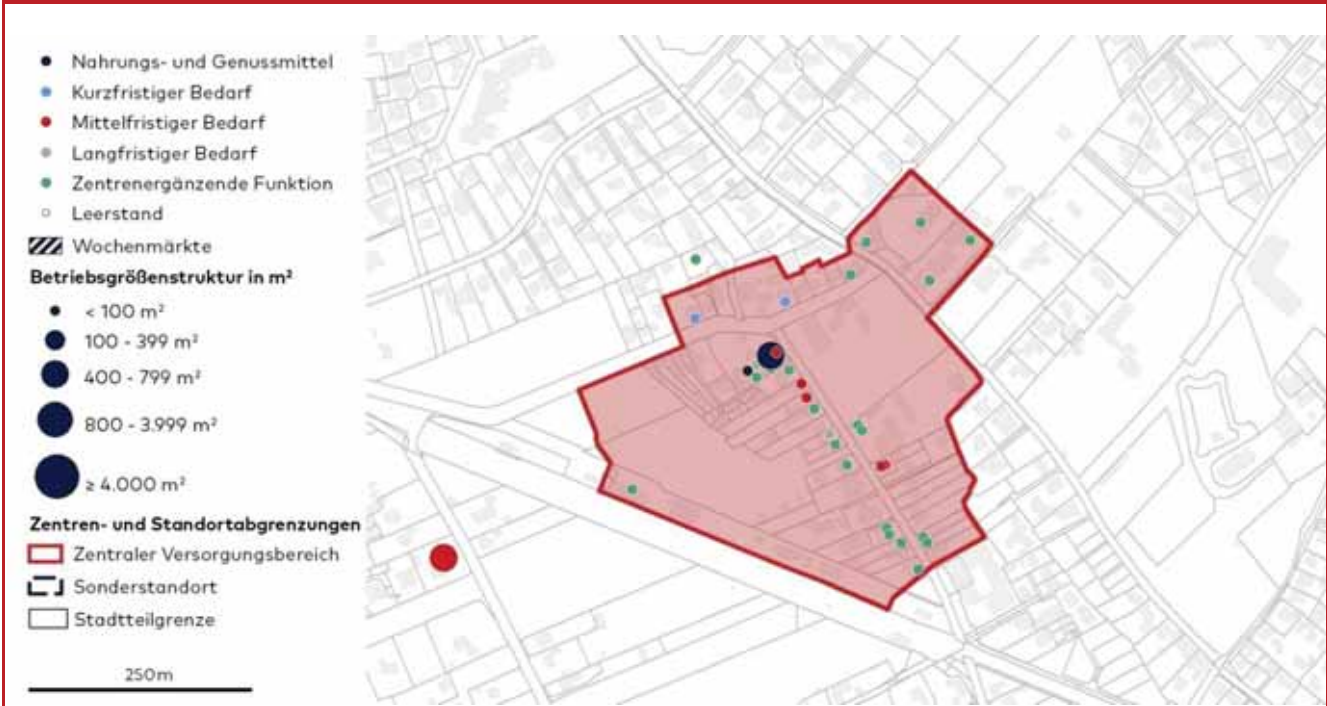 Nahrungs- und Genussmittel
Kurzfristiger Bedarf
Mittelfristiger Bedarf
Langfristiger Bedarf
Zentrenergänzende Funktion
Leerstand
Wochenmärkte
Betriebsgrößenstruktur in m²
< 100 m²
100 - 399 m²
400 - 799 m²
800 - 3.999 m²
≥ 4.000 m²
Zentren- und Standortabgrenzungen
Zentraler Versorgungsbereich
Sonderstandort
Stadtteilgrenze
250m